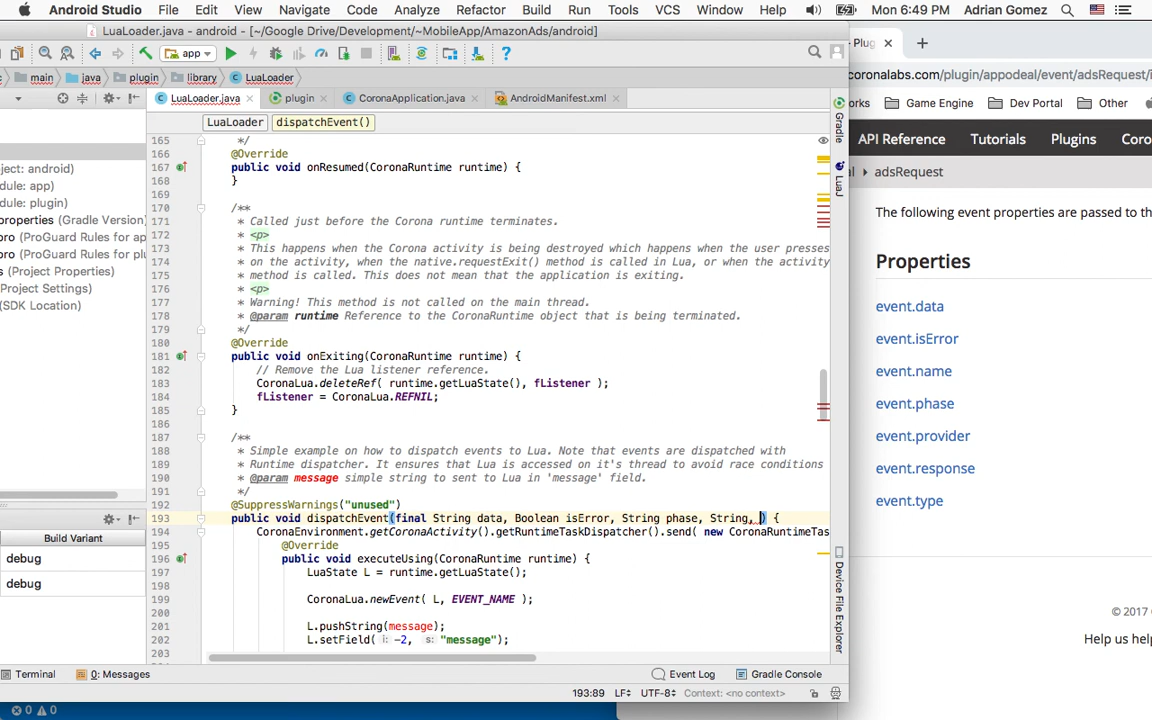 Android Studio File Edit View Navigate Code Analyze Refactor Build Run Tools VCS Window Help Mon 6:49 PM Adrian Gomez
LuaLoader.java - android - [~/Google Drive/Development/~MobileApp/AmazonAds/android]
app
main java plugin library LuaLoader
LuaLoader.java plugin CoronaApplication.java AndroidManifest.xml
LuaLoader dispatchEvent()
ject: android)
dule: app)
dule: plugin)
properties (Gradle Version)
pro (ProGuard Rules for ap
pro (ProGuard Rules for plu
s (Project Properties)
(Project Settings)
(SDK Location)
Build Variant
debug
debug
165 */
166 @Override
167 public void onResumed(CoronaRuntime runtime) {
168 }
169
170 /**
171 * Called just before the Corona runtime terminates.
172 * <p>
173 * This happens when the Corona activity is being destroyed which happens when the user presses
174 * on the activity, when the native.requestExit() method is called in Lua, or when the activity
175 * method is called. This does not mean that the application is exiting.
176 * <p>
177 * Warning! This method is not called on the main thread.
178 * @param runtime Reference to the CoronaRuntime object that is being terminated.
179 */
180 @Override
181 public void onExiting(CoronaRuntime runtime) {
182 // Remove the Lua listener reference.
183 CoronaLua.deleteRef( runtime.getLuaState(), fListener );
184 fListener = CoronaLua.REFNIL;
185 }
186
187 /**
188 * Simple example on how to dispatch events to Lua. Note that events are dispatched with
189 * Runtime dispatcher. It ensures that Lua is accessed on it's thread to avoid race conditions
190 * @param message simple string to sent to Lua in 'message' field.
191 */
192 @SuppressWarnings("unused")
193 public void dispatchEvent(final String data, Boolean isError, String phase, String, ) {
194 CoronaEnvironment.getCoronaActivity().getRuntimeTaskDispatcher().send( new CoronaRuntimeTas
195 @Override
196 public void executeUsing(CoronaRuntime runtime) {
197 LuaState L = runtime.getLuaState();
198
199 CoronaLua.newEvent( L, EVENT_NAME );
200
201 L.pushString(message);
202 L.setField( i: -2, s: "message");
203
Gradle
LuaJ
Device File Explorer
Terminal 0: Messages Event Log Gradle Console
193:89 LF UTF-8 Context: <no context>
0 0
Plug
coronalabs.com/plugin/appodeal/event/adsRequest/i
orks Game Engine Dev Portal Other
API Reference Tutorials Plugins Coro
al adsRequest
The following event properties are passed to th
Properties
event.data
event.isError
event.name
event.phase
event.provider
event.response
event.type
© 2017
Help us help